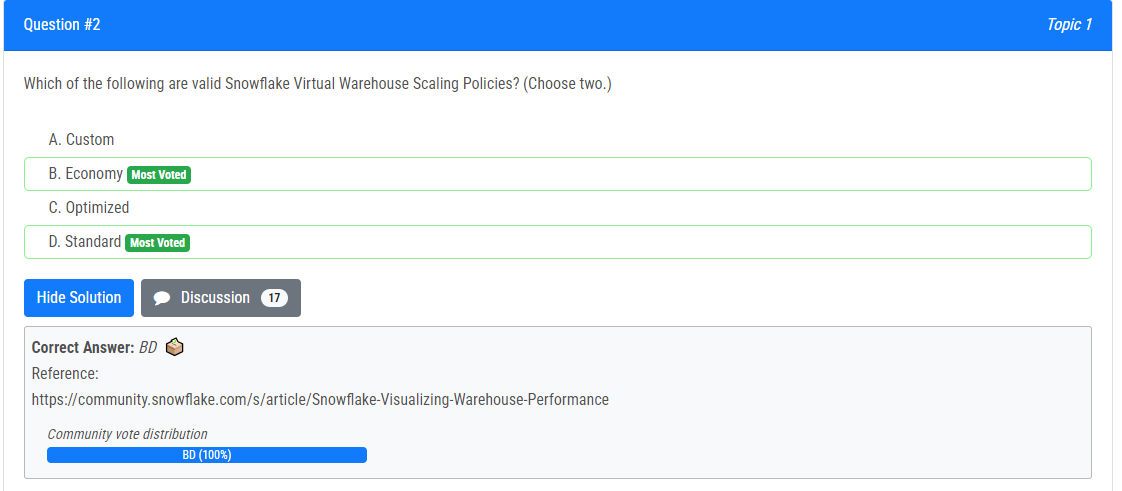 Question #2
Topic 1
Which of the following are valid Snowflake Virtual Warehouse Scaling Policies? (Choose two.)
A. Custom
B. Economy Most Voted
C. Optimized
D. Standard Most Voted
Hide Solution
Discussion 17
Correct Answer: BD
Reference:
https://community.snowflake.com/s/article/Snowflake-Visualizing-Warehouse-Performance
Community vote distribution
BD (100%)